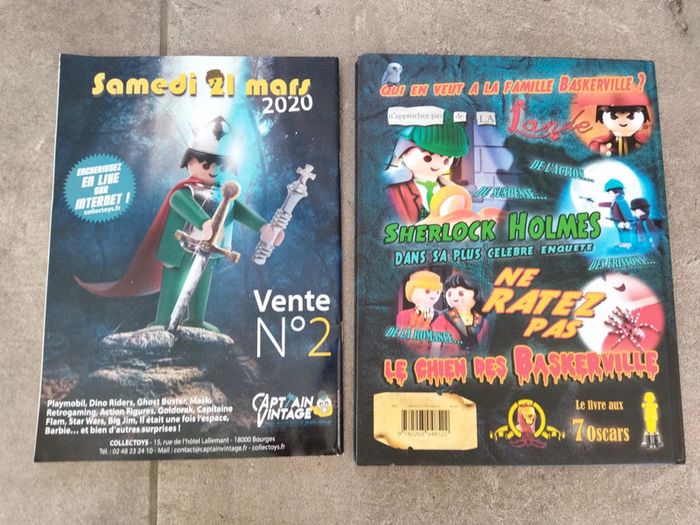 Samedi 21 mars
2020
ENCHERISSEZ
EN LIVE
SUR
INTERNET !
collectoys.fr
Vente
N°2
CAPT'AIN
VINTAGE
Playmobil, Dino Riders, Ghost Buster, Mask,
Retrogaming, Action Figures, Goldorak, Capitaine
Flam, Star Wars, Big Jim, Il était une fois l'espace,
Barbie... et bien d'autres surprises !
COLLECTOYS - 15, rue de l'hôtel Lallemant - 18000 Bourges
Tél. : 02 48 23 24 10 - Mail : contact@captainvintage.fr - collectoys.fr
QUI EN VEUT A LA FAMILLE BASKERVILLE ?
n'approchez pas de LA
Lande
DE L'ACTION...
DU SUSPENSE...
SHERLOCK HOLMES
DANS SA PLUS CELEBRE ENQUETE
DES FRISSONS...
NE
RATEZ
PAS
DE LA ROMANCE...
LE CHIEN DES BASKERVILLE
9 782203 048522
Le livre aux
7 Oscars